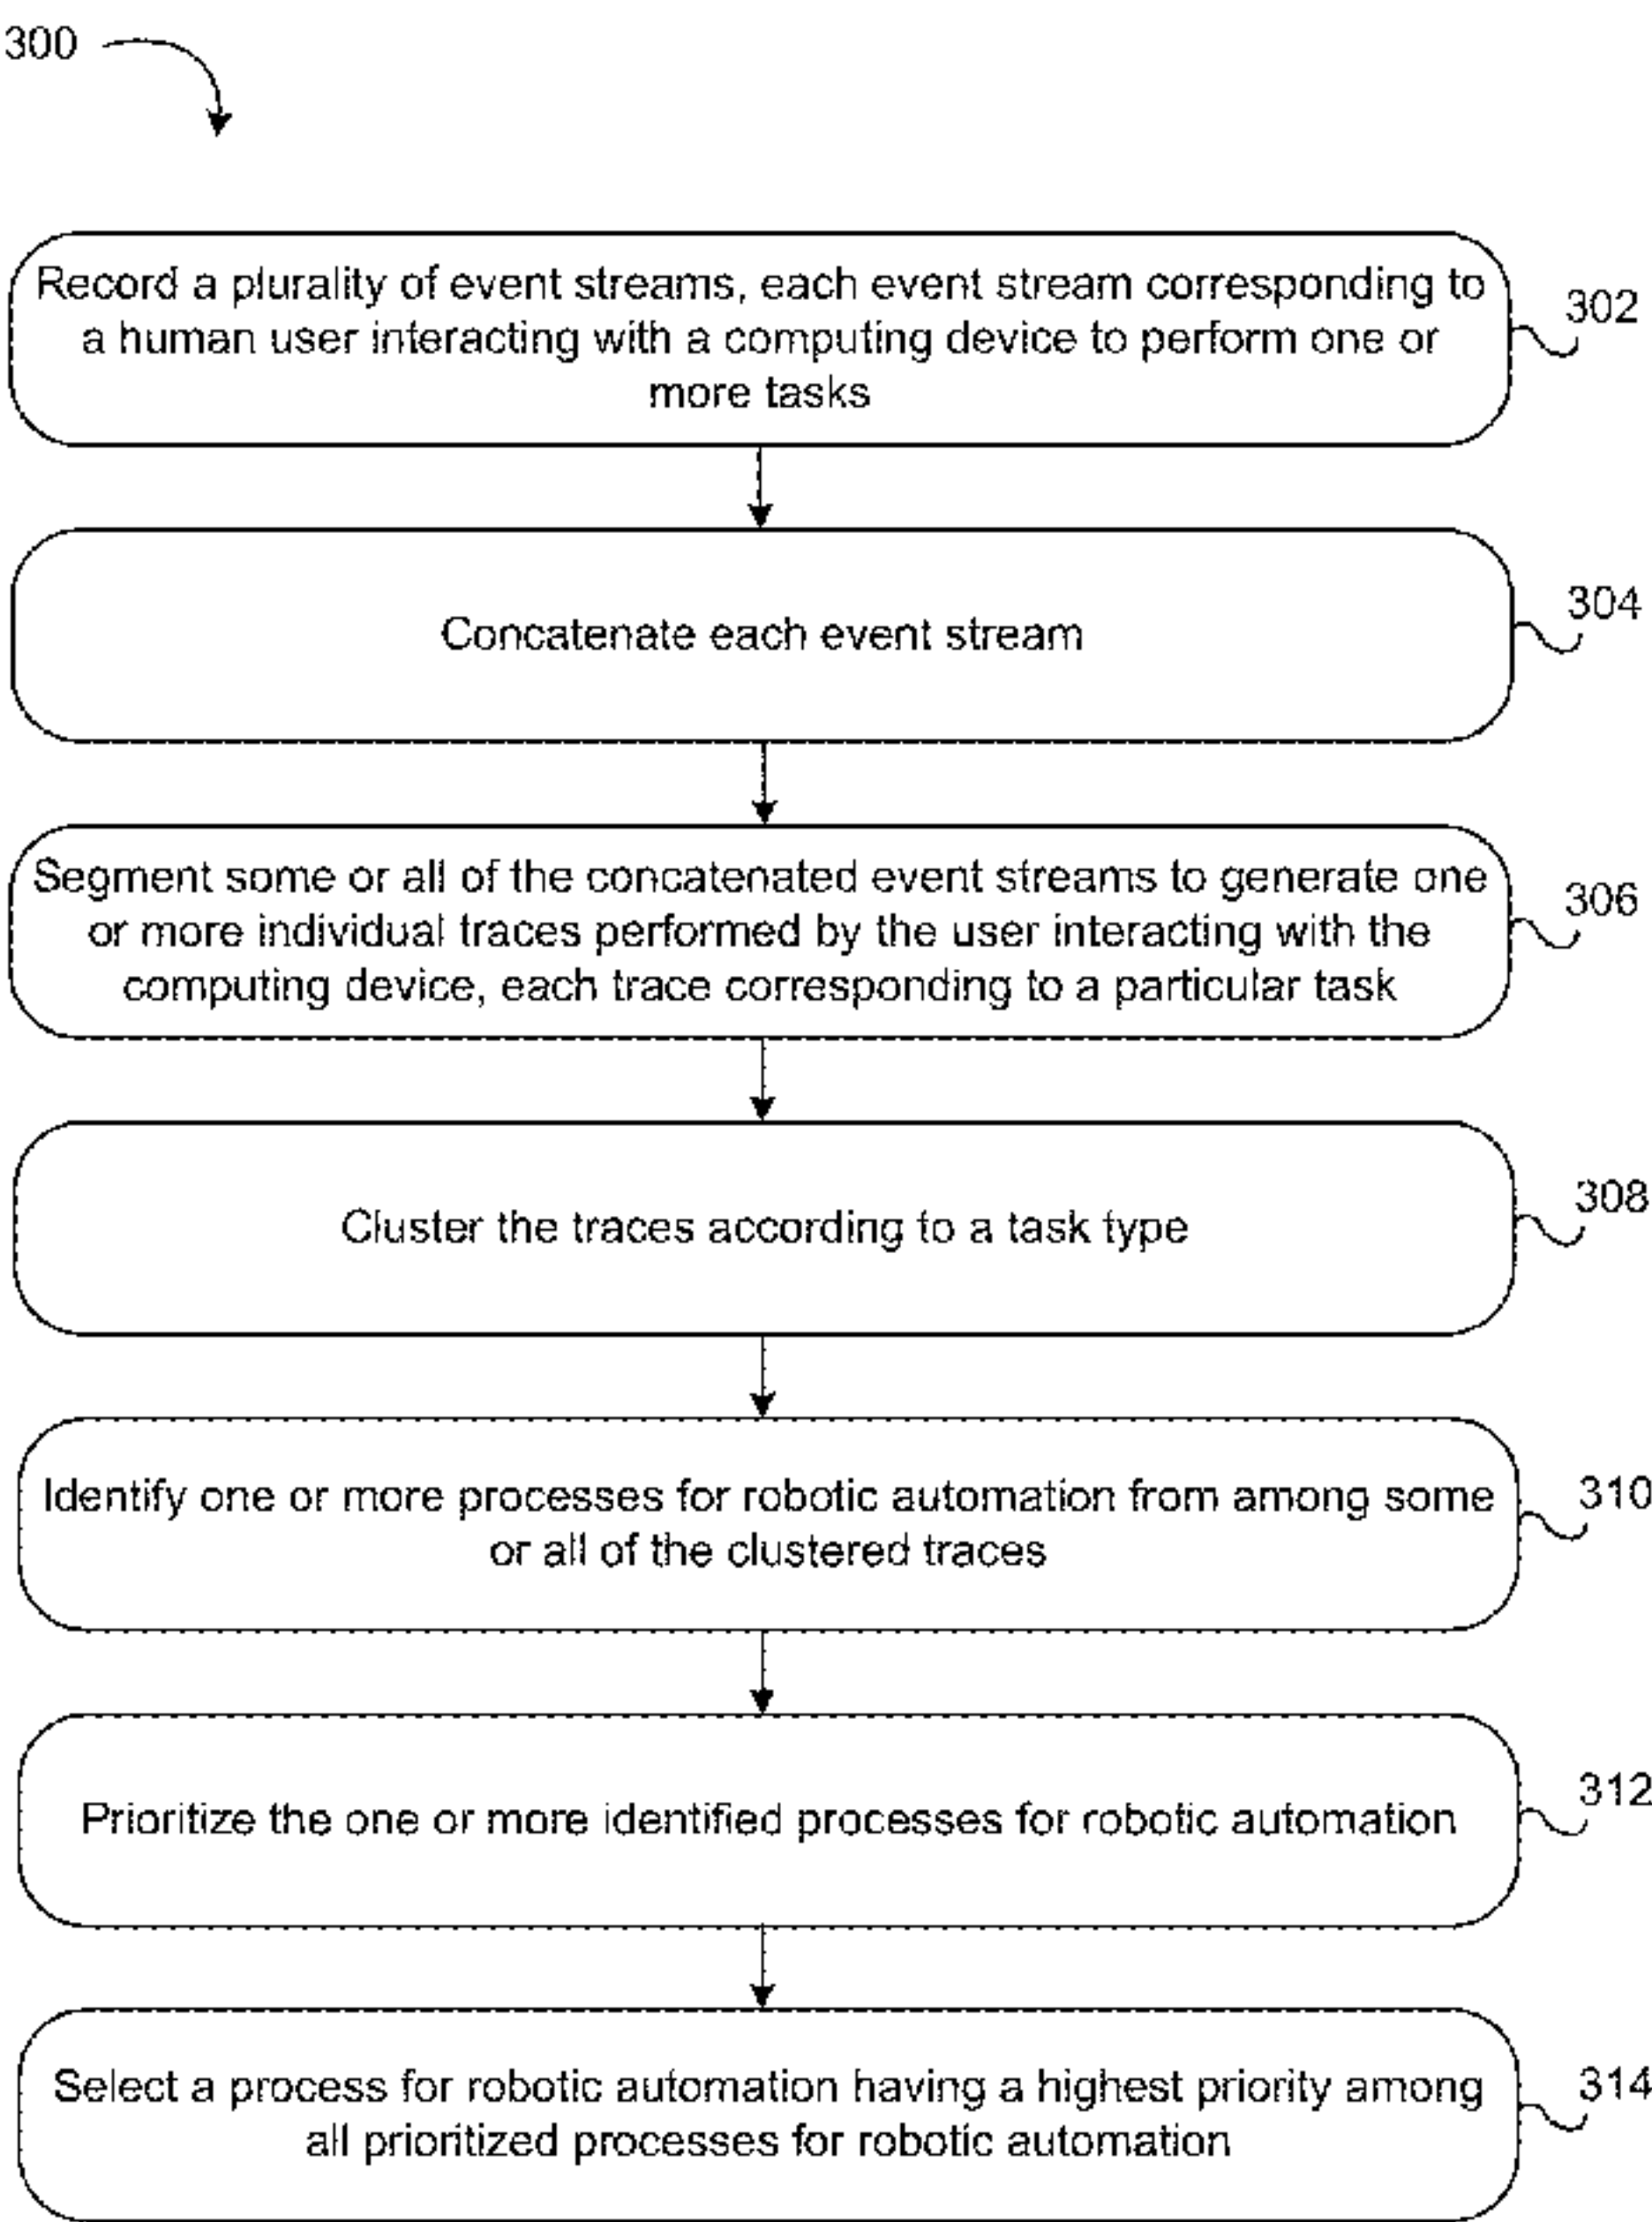 300
Record a plurality of event streams, each event stream corresponding to
a human user interacting with a computing device to perform one or
more tasks
302
Concatenate each event stream
304
Segment some or all of the concatenated event streams to generate one
or more individual traces performed by the user interacting with the
computing device, each trace corresponding to a particular task
306
Cluster the traces according to a task type
308
Identify one or more processes for robotic automation from among some
or all of the clustered traces
310
Prioritize the one or more identified processes for robotic automation
312
Select a process for robotic automation having a highest priority among
all prioritized processes for robotic automation
314